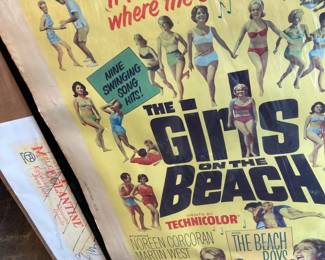 where the
NINE
SWINGING
SONG
HITS!
THE
Girls
ON THE
BEACH
TECHNICOLOR
NOREEN CORCORAN
MARTIN WEST
THE BEACH
BOYS